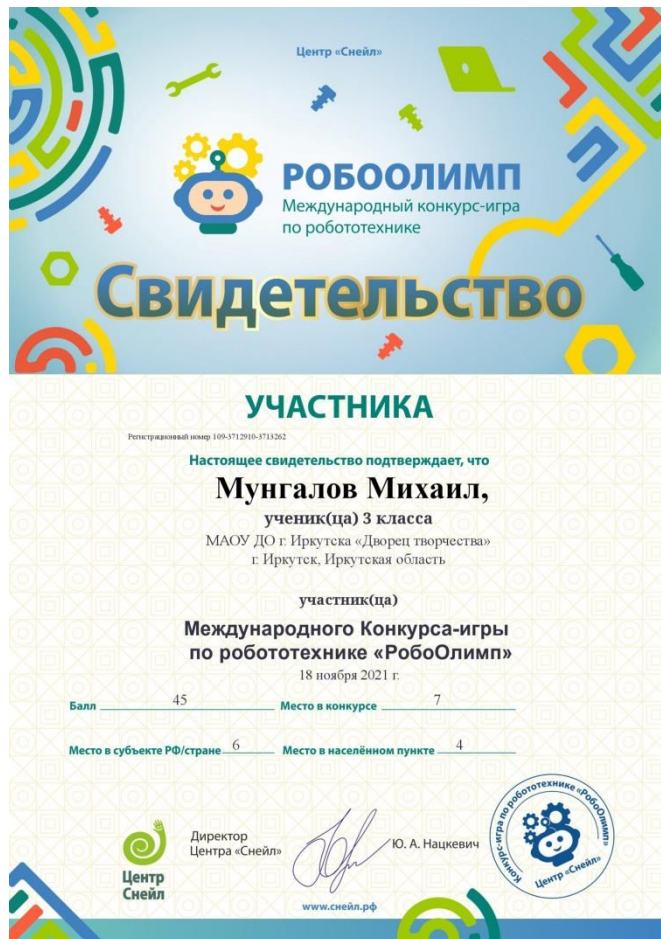 Центр «Снейл»
РОБООЛИМП
Международный конкурс-игра
по робототехнике
Свидетельство
УЧАСТНИКА
Регистрационный номер 109-3712910-3713262
Настоящее свидетельство подтверждает, что
Мунгалов Михаил,
ученик(ца) 3 класса
МАОУ ДО г. Иркутска «Дворец творчества»
г. Иркутск, Иркутская область
участник(ца)
Международного Конкурса-игры
по робототехнике «РобоОлимп»
18 ноября 2021 г.
Балл 45 Место в конкурсе 7
Место в субъекте РФ/стране 6 Место в населённом пункте 4
Директор
Центра «Снейл»
Ю. А. Нацкевич
Центр
Снейл
www.снейл.рф
Конкурс-игра по робототехнике «РобоОлимп»
Центр «Снейл»